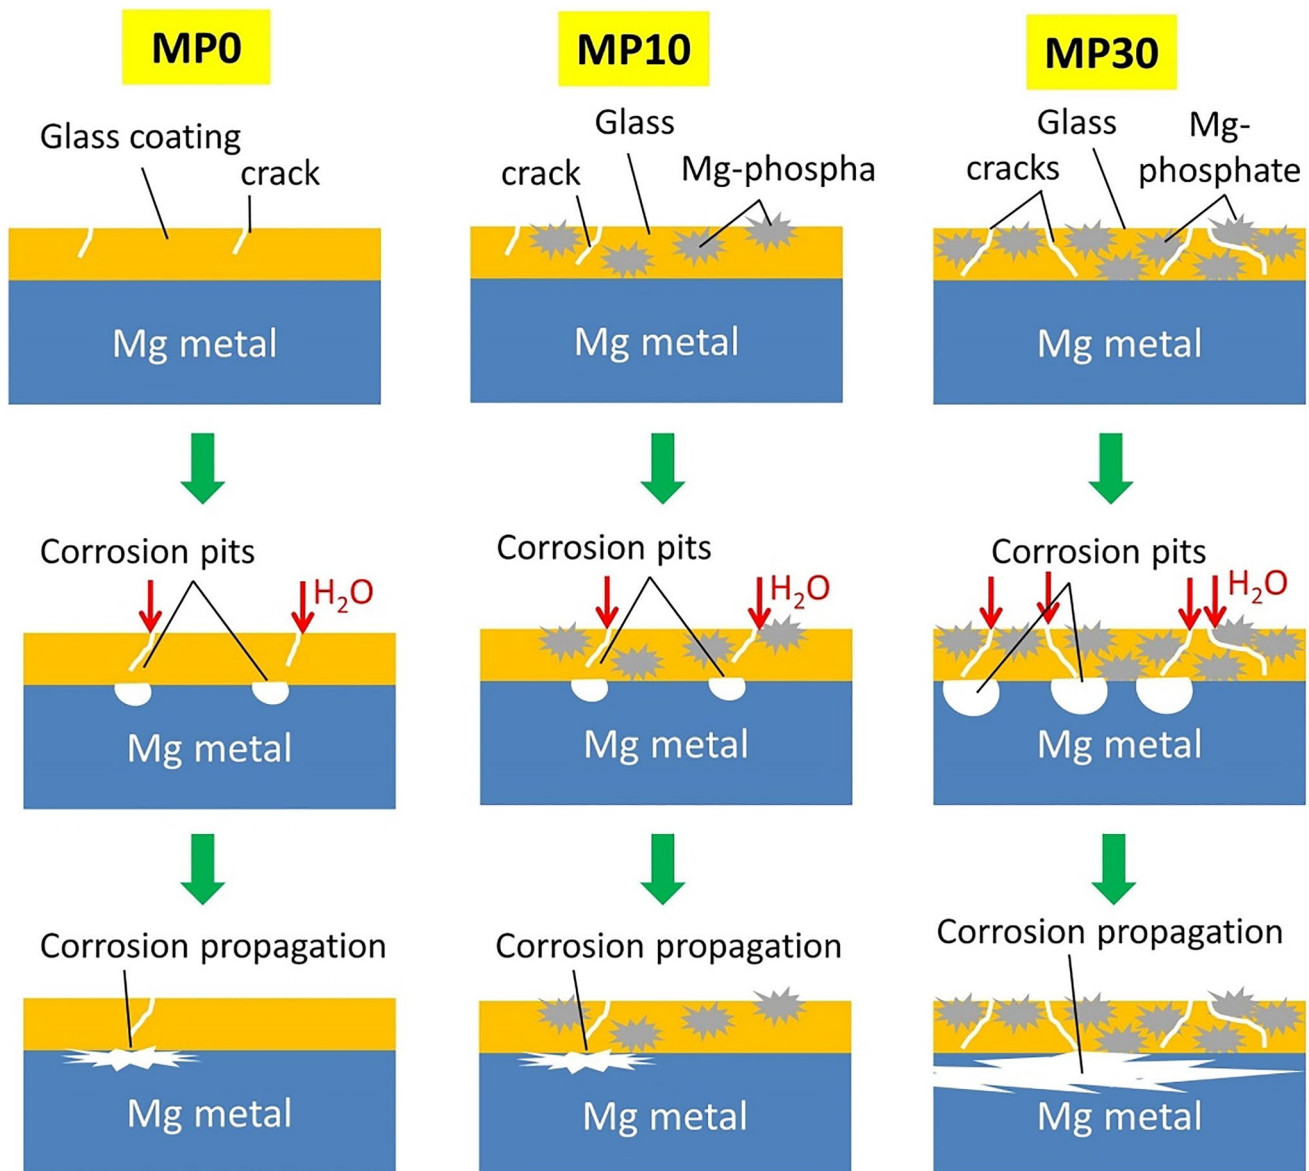 MP0
MP10
MP30
Glass coating
crack
Glass
crack
Mg-phospha
Glass
cracks
Mg-
phosphate
Mg metal
Mg metal
Mg metal
Corrosion pits
H₂O
Corrosion pits
H₂O
Corrosion pits
H₂O
Mg metal
Mg metal
Mg metal
Corrosion propagation
Corrosion propagation
Corrosion propagation
Mg metal
Mg metal
Mg metal